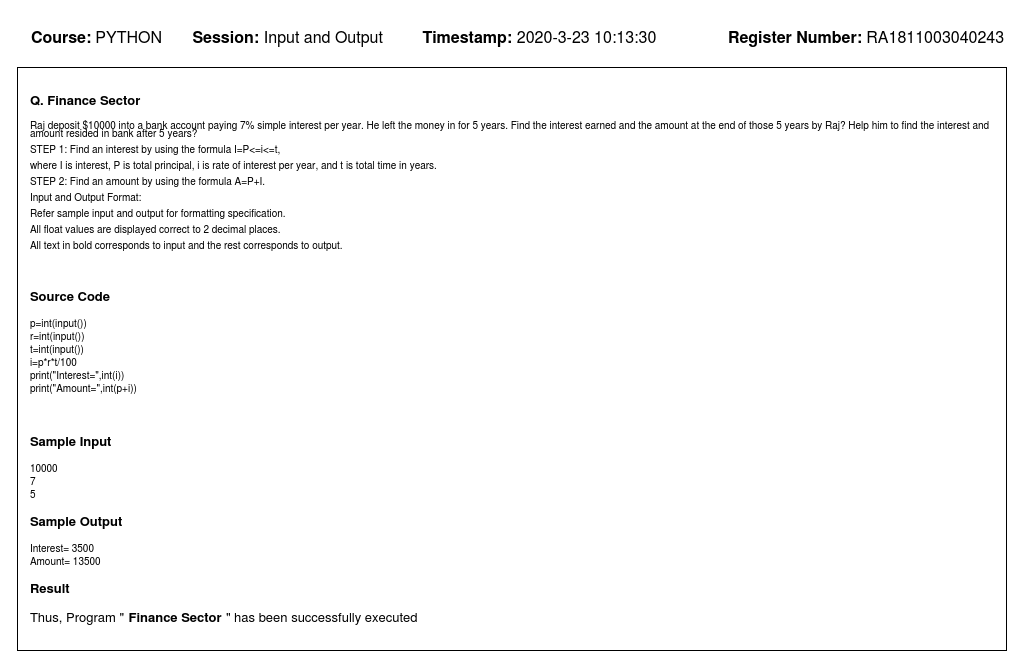 Course: PYTHON Session: Input and Output Timestamp: 2020-3-23 10:13:30 Register Number: RA1811003040243
Q. Finance Sector
Raj deposit $10000 into a bank account paying 7% simple interest per year. He left the money in for 5 years. Find the interest earned and the amount at the end of those 5 years by Raj? Help him to find the interest and
amount resided in bank after 5 years?
STEP 1: Find an interest by using the formula I=P<=i<=t,
where I is interest, P is total principal, i is rate of interest per year, and t is total time in years.
STEP 2: Find an amount by using the formula A=P+I.
Input and Output Format:
Refer sample input and output for formatting specification.
All float values are displayed correct to 2 decimal places.
All text in bold corresponds to input and the rest corresponds to output.
Source Code
p=int(input())
r=int(input())
t=int(input())
i=p*r*t/100
print("Interest=",int(i))
print("Amount=",int(p+i))
Sample Input
10000
7
5
Sample Output
Interest= 3500
Amount= 13500
Result
Thus, Program " Finance Sector " has been successfully executed